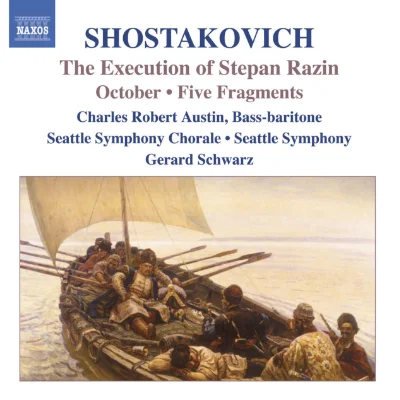 NAXOS
SHOSTAKOVICH
The Execution of Stepan Razin
October • Five Fragments
Charles Robert Austin, Bass-baritone
Seattle Symphony Chorale • Seattle Symphony
Gerard Schwarz